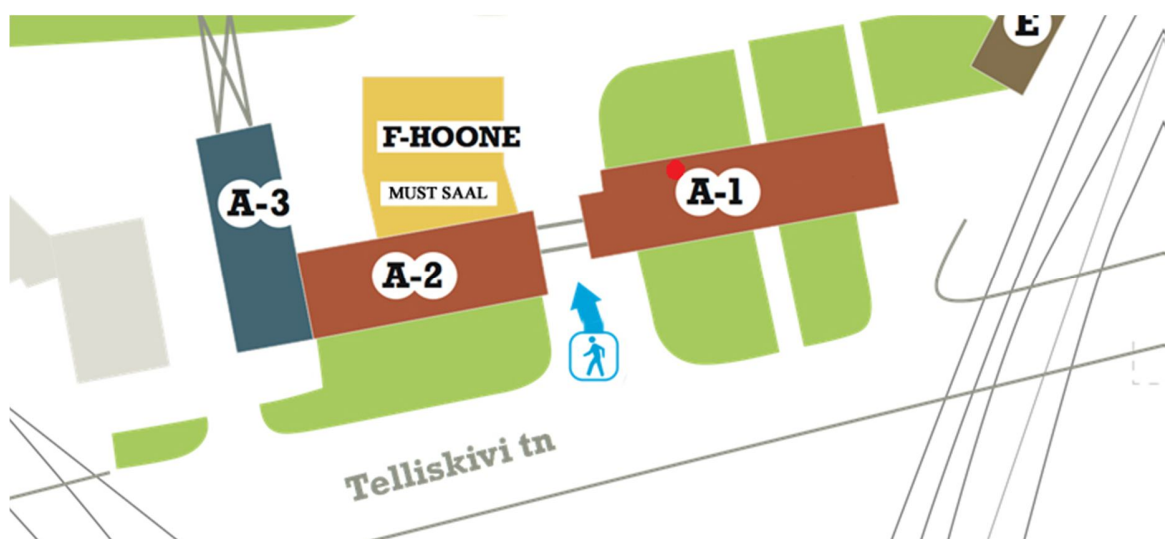 E
F-HOONE
MUST SAAL
A-3
A-1
A-2
Telliskivi tn